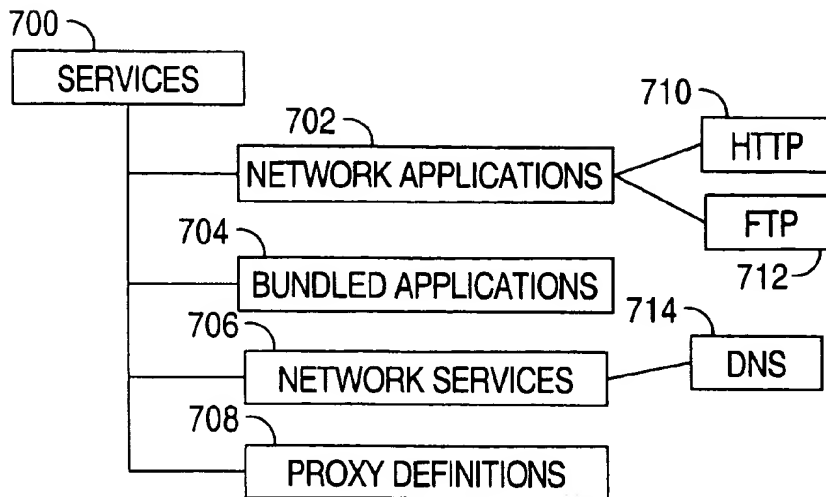 700
SERVICES
702
NETWORK APPLICATIONS
710
HTTP
FTP
712
704
BUNDLED APPLICATIONS
706
NETWORK SERVICES
714
DNS
708
PROXY DEFINITIONS